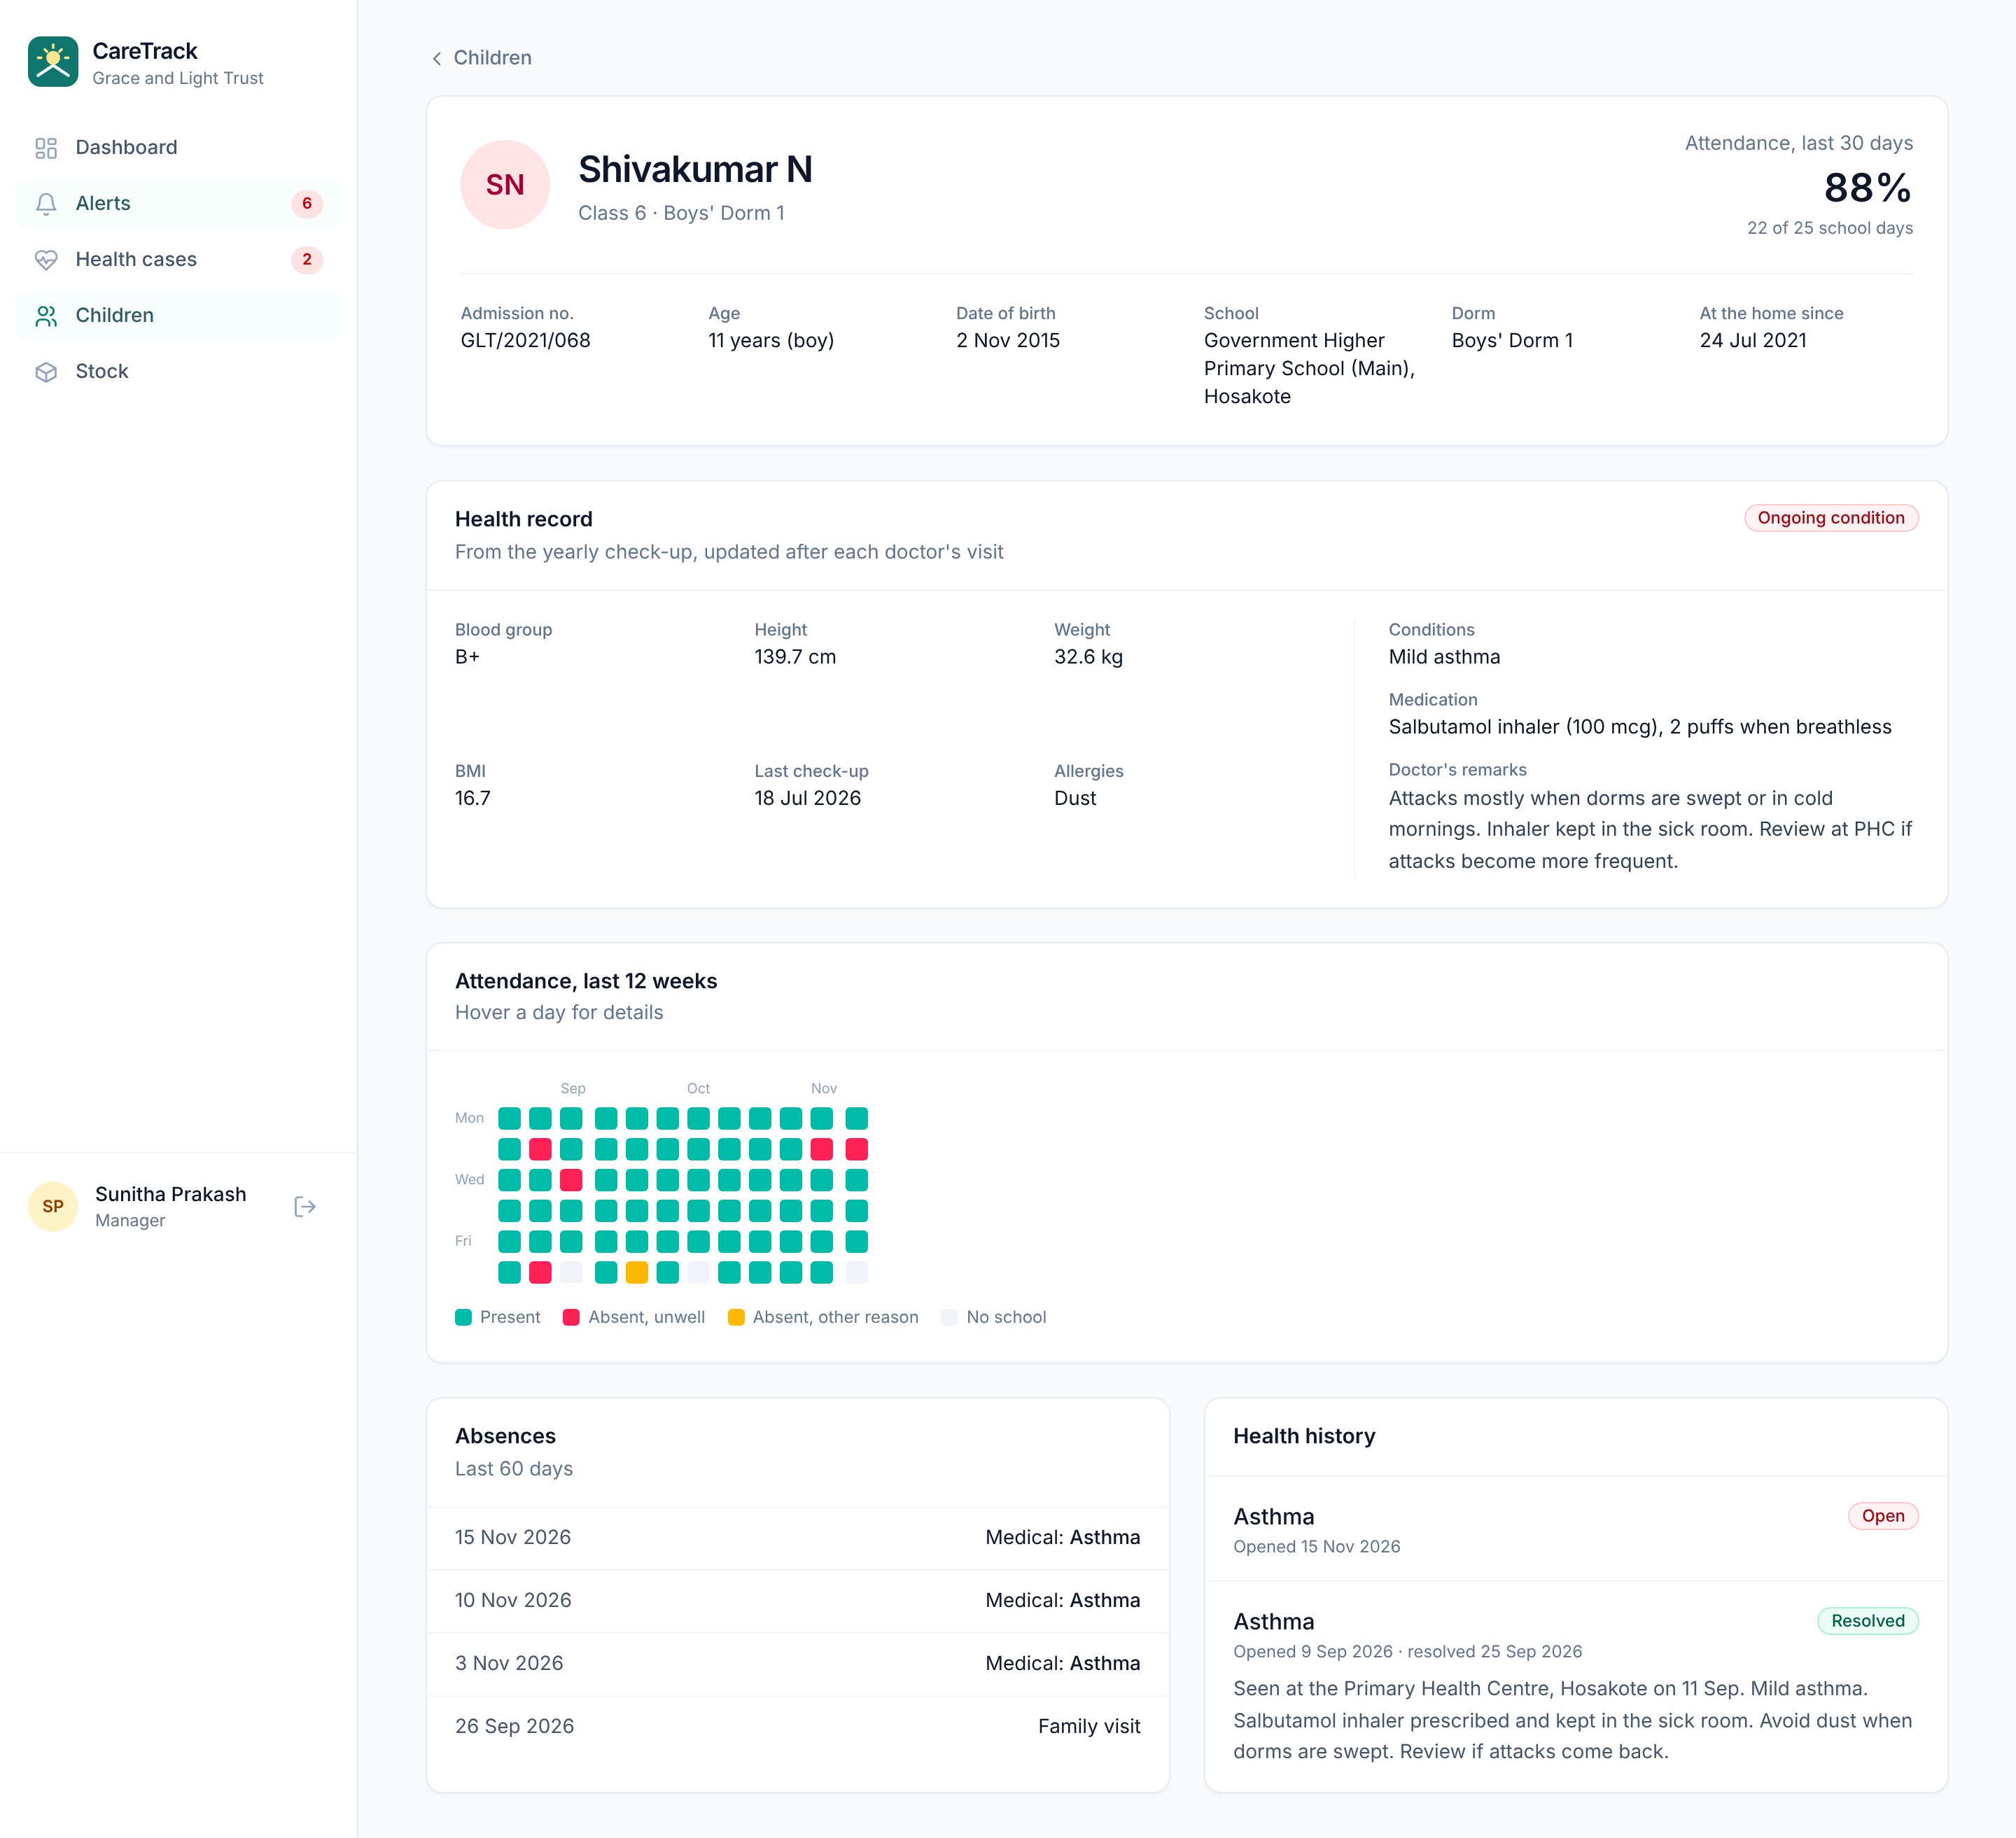 CareTrack
Grace and Light Trust
Dashboard
Alerts 6
Health cases 2
Children
Stock
SP
Sunitha Prakash
Manager
Children
SN
Shivakumar N
Class 6 · Boys' Dorm 1
Attendance, last 30 days
88%
22 of 25 school days
Admission no.
GLT/2021/068
Age
11 years (boy)
Date of birth
2 Nov 2015
School
Government Higher
Primary School (Main),
Hosakote
Dorm
Boys' Dorm 1
At the home since
24 Jul 2021
Health record
From the yearly check-up, updated after each doctor's visit
Ongoing condition
Blood group
B+
Height
139.7 cm
Weight
32.6 kg
BMI
16.7
Last check-up
18 Jul 2026
Allergies
Dust
Conditions
Mild asthma
Medication
Salbutamol inhaler (100 mcg), 2 puffs when breathless
Doctor's remarks
Attacks mostly when dorms are swept or in cold
mornings. Inhaler kept in the sick room. Review at PHC if
attacks become more frequent.
Attendance, last 12 weeks
Hover a day for details
Sep Oct Nov
Mon
Wed
Fri
Present Absent, unwell Absent, other reason No school
Absences
Last 60 days
15 Nov 2026 Medical: Asthma
10 Nov 2026 Medical: Asthma
3 Nov 2026 Medical: Asthma
26 Sep 2026 Family visit
Health history
Asthma Open
Opened 15 Nov 2026
Asthma Resolved
Opened 9 Sep 2026 · resolved 25 Sep 2026
Seen at the Primary Health Centre, Hosakote on 11 Sep. Mild asthma.
Salbutamol inhaler prescribed and kept in the sick room. Avoid dust when
dorms are swept. Review if attacks come back.